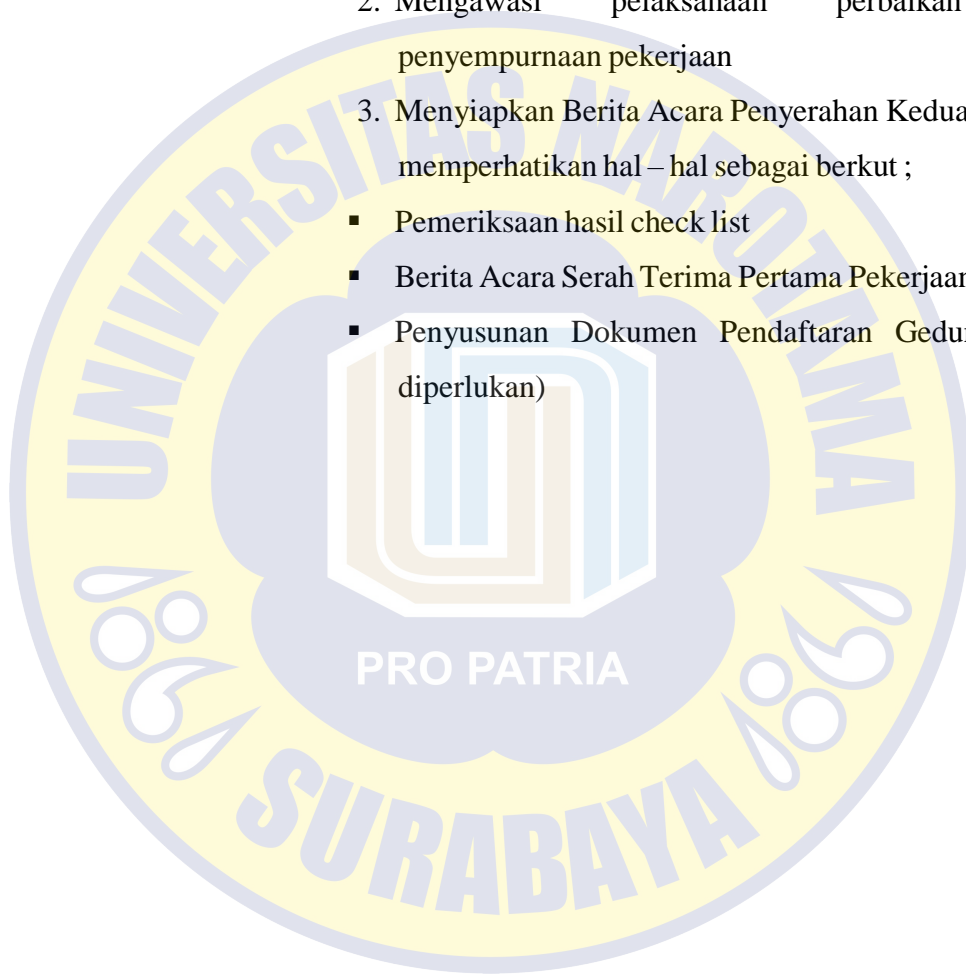 2. Mengawasi pelaksanaan perbaikan
penyempurnaan pekerjaan
3. Menyiapkan Berita Acara Penyerahan Kedua
memperhatikan hal – hal sebagai berkut ;
▪ Pemeriksaan hasil check list
▪ Berita Acara Serah Terima Pertama Pekerjaan
▪ Penyusunan Dokumen Pendaftaran
diperlukan)
UNIVERSITAS NAROTAMA
PRO PATRIA
SURABAYA